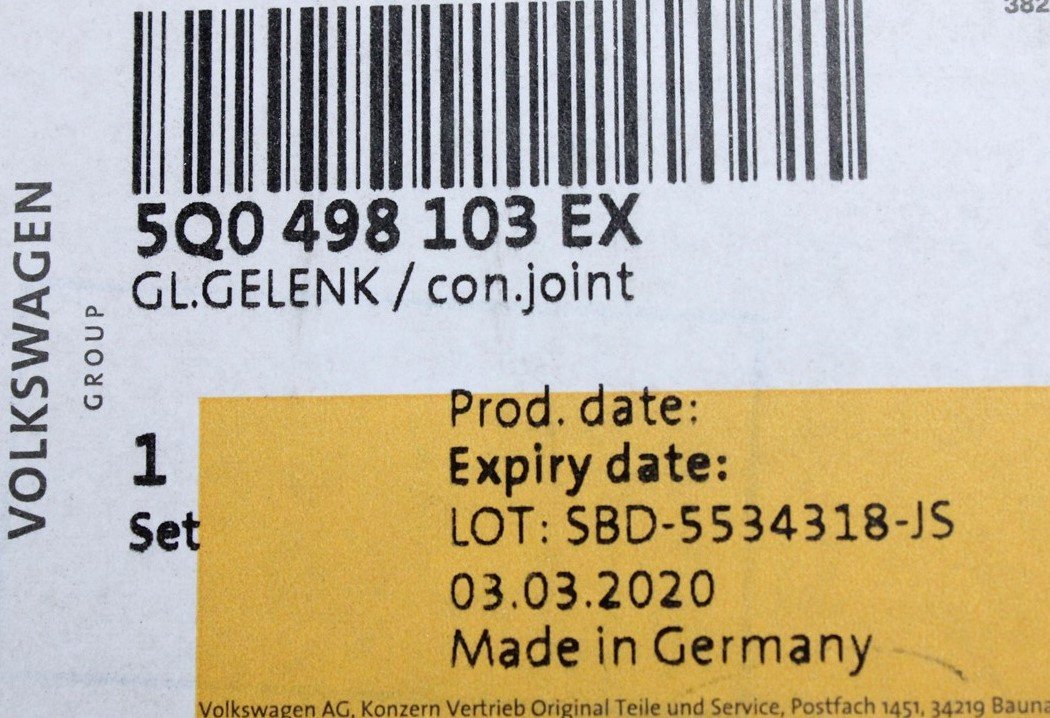 382
5Q0 498 103 EX
GL.GELENK / con.joint
VOLKSWAGEN
GROUP
1
Set
Prod. date:
Expiry date:
LOT: SBD-5534318-JS
03.03.2020
Made in Germany
Volkswagen AG, Konzern Vertrieb Original Teile und Service, Postfach 1451, 34219 Bauna